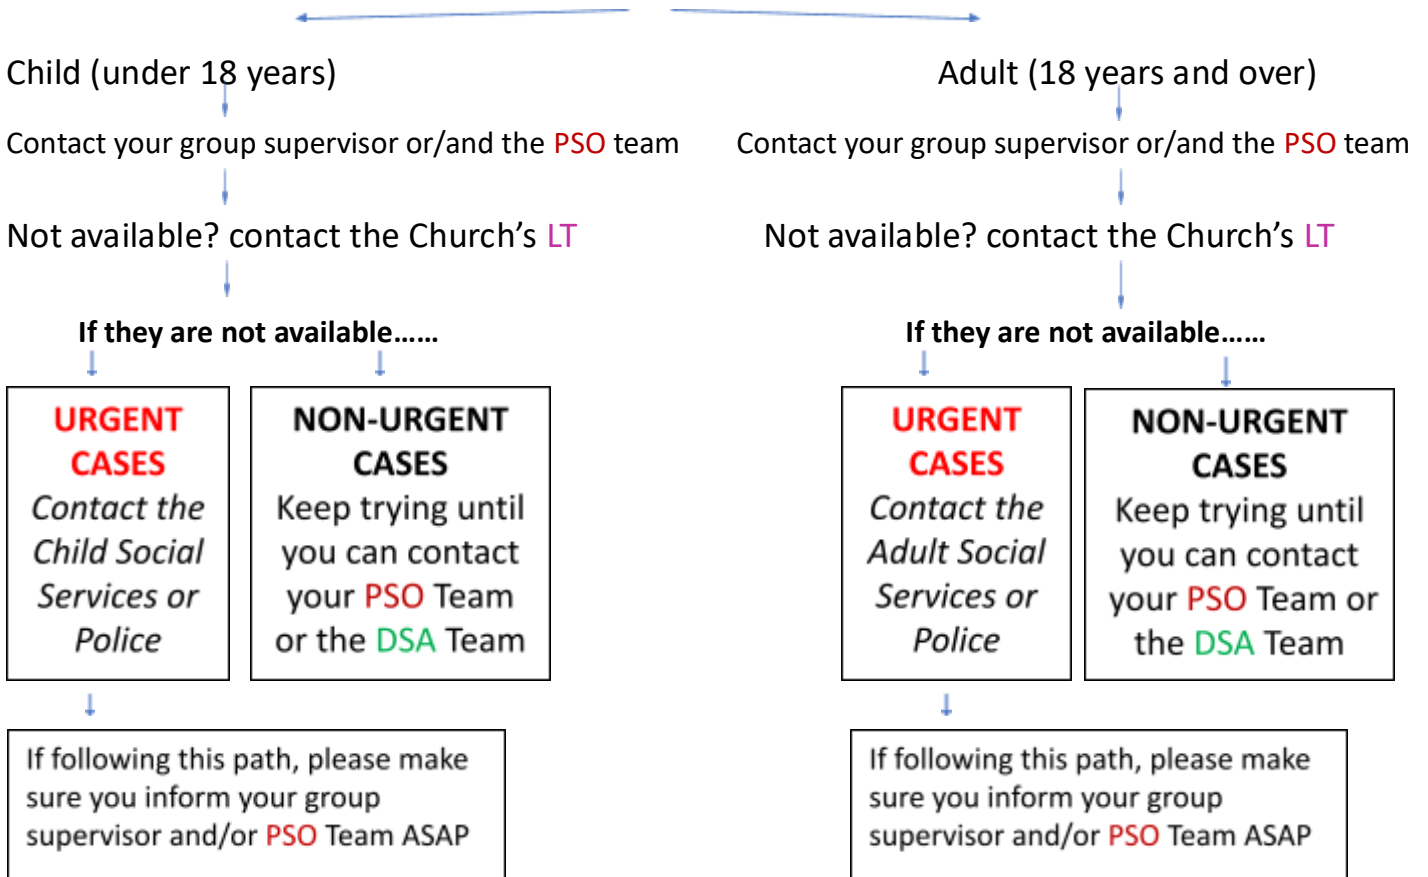 Child (under 18 years)
Contact your group supervisor or/and the PSO team
Not available? contact the Church's LT
If they are not available......
URGENT
CASES
Contact the
Child Social
Services or
Police
NON-URGENT
CASES
Keep trying until
you can contact
your PSO Team
or the DSA Team
If following this path, please make
sure you inform your group
supervisor and/or PSO Team ASAP
Adult (18 years and over)
Contact your group supervisor or/and the PSO team
Not available? contact the Church's LT
If they are not available......
URGENT
CASES
Contact the
Adult Social
Services or
Police
NON-URGENT
CASES
Keep trying until
you can contact
your PSO Team or
the DSA Team
If following this path, please make
sure you inform your group
supervisor and/or PSO Team ASAP